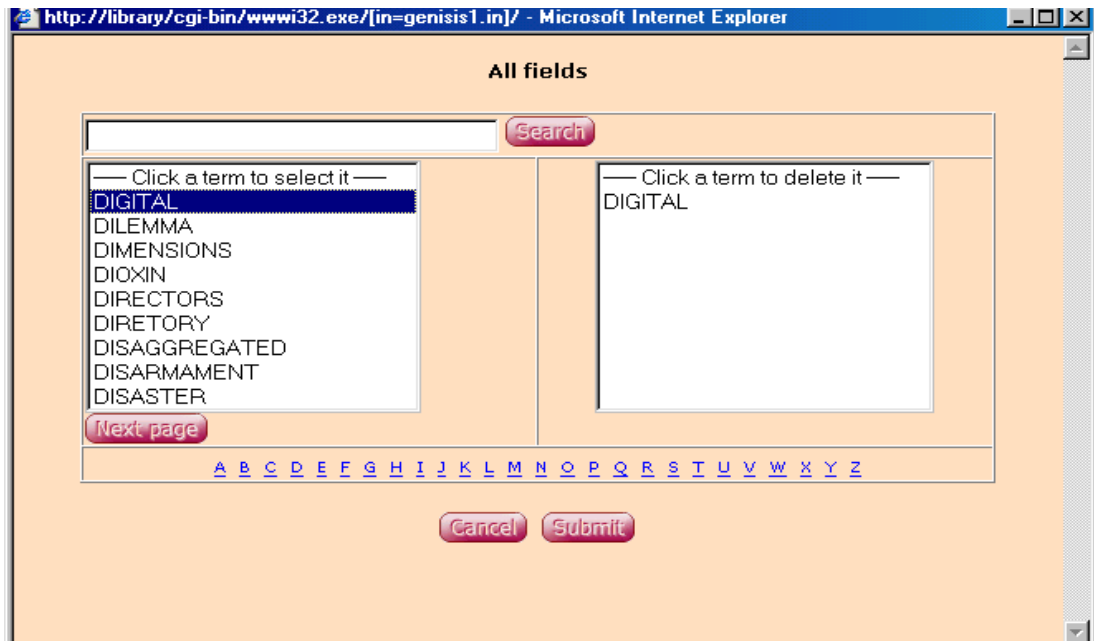 http://library/cgi-bin/wwwi32.exe/[in=genisis1.in]/ - Microsoft Internet Explorer
All fields
Search
── Click a term to select it ──
DIGITAL
DILEMMA
DIMENSIONS
DIOXIN
DIRECTORS
DIRETORY
DISAGGREGATED
DISARMAMENT
DISASTER
── Click a term to delete it ──
DIGITAL
Next page
A B C D E F G H I J K L M N O P Q R S T U V W X Y Z
Cancel Submit